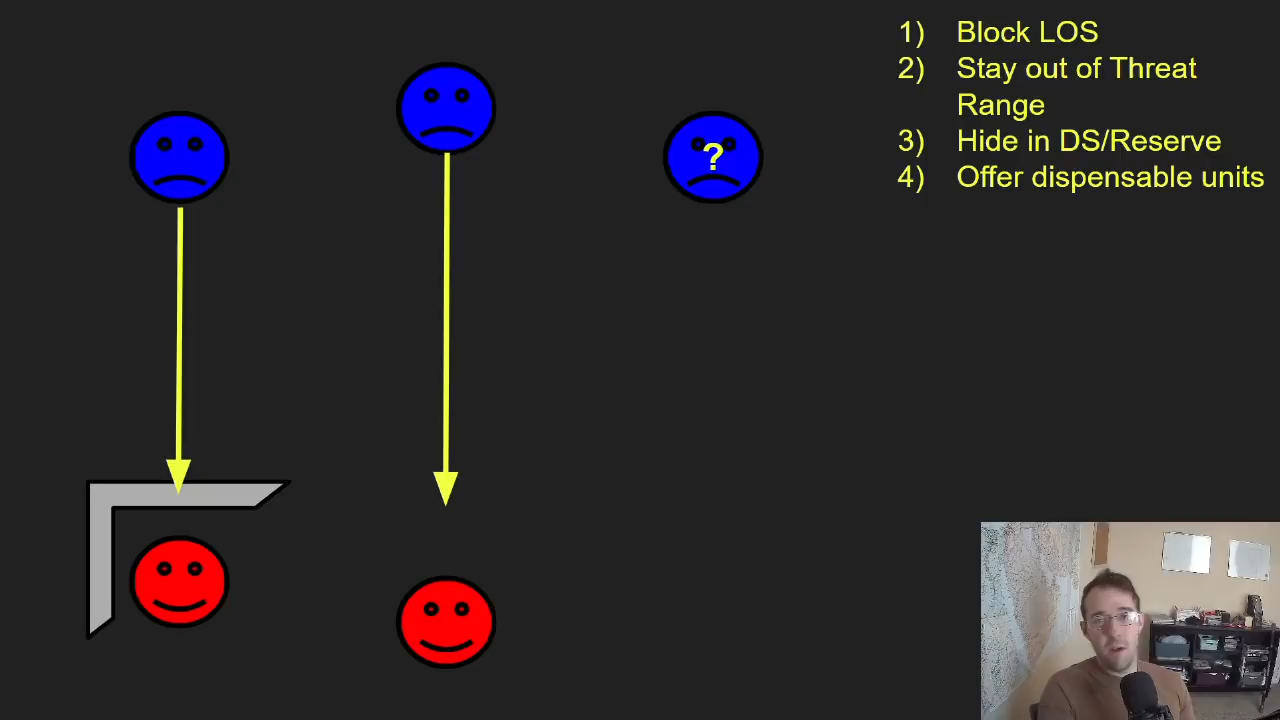 1) Block LOS
2) Stay out of Threat
Range
3) Hide in DS/Reserve
4) Offer dispensable units
?